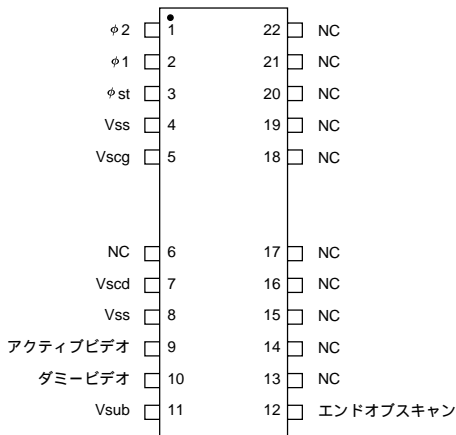 φ2 1 22 NC
φ1 2 21 NC
φst 3 20 NC
Vss 4 19 NC
Vscg 5 18 NC
NC 6 17 NC
Vscd 7 16 NC
Vss 8 15 NC
アクティブビデオ 9 14 NC
ダミービデオ 10 13 NC
Vsub 11 12 エンドオブスキャン